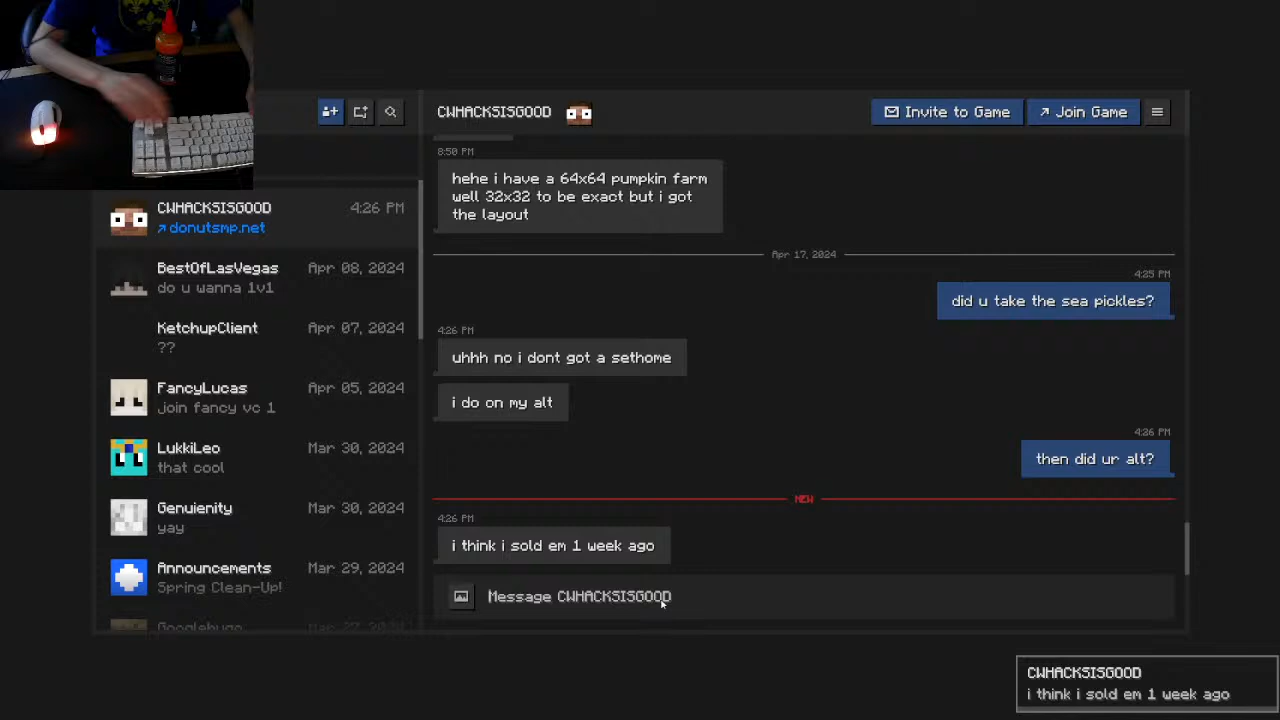 CWHACKSISGOOD
Invite to Game
Join Game
8:50 PM
hehe i have a 64x64 pumpkin farm
well 32x32 to be exact but i got
the layout
CWHACKSISGOOD 4:26 PM
donutsmp.net
Apr 17, 2024
BestOfLasVegas Apr 08, 2024
do u wanna 1v1
4:25 PM
did u take the sea pickles?
KetchupClient Apr 07, 2024
??
4:26 PM
uhhh no i dont got a sethome
FancyLucas Apr 05, 2024
join fancy vc 1
i do on my alt
LukkiLeo Mar 30, 2024
that cool
4:26 PM
then did ur alt?
Genuienity Mar 30, 2024
yay
NEW
4:26 PM
i think i sold em 1 week ago
Announcements Mar 29, 2024
Spring Clean-Up!
Message CWHACKSISGOOD
CWHACKSISGOOD
i think i sold em 1 week ago